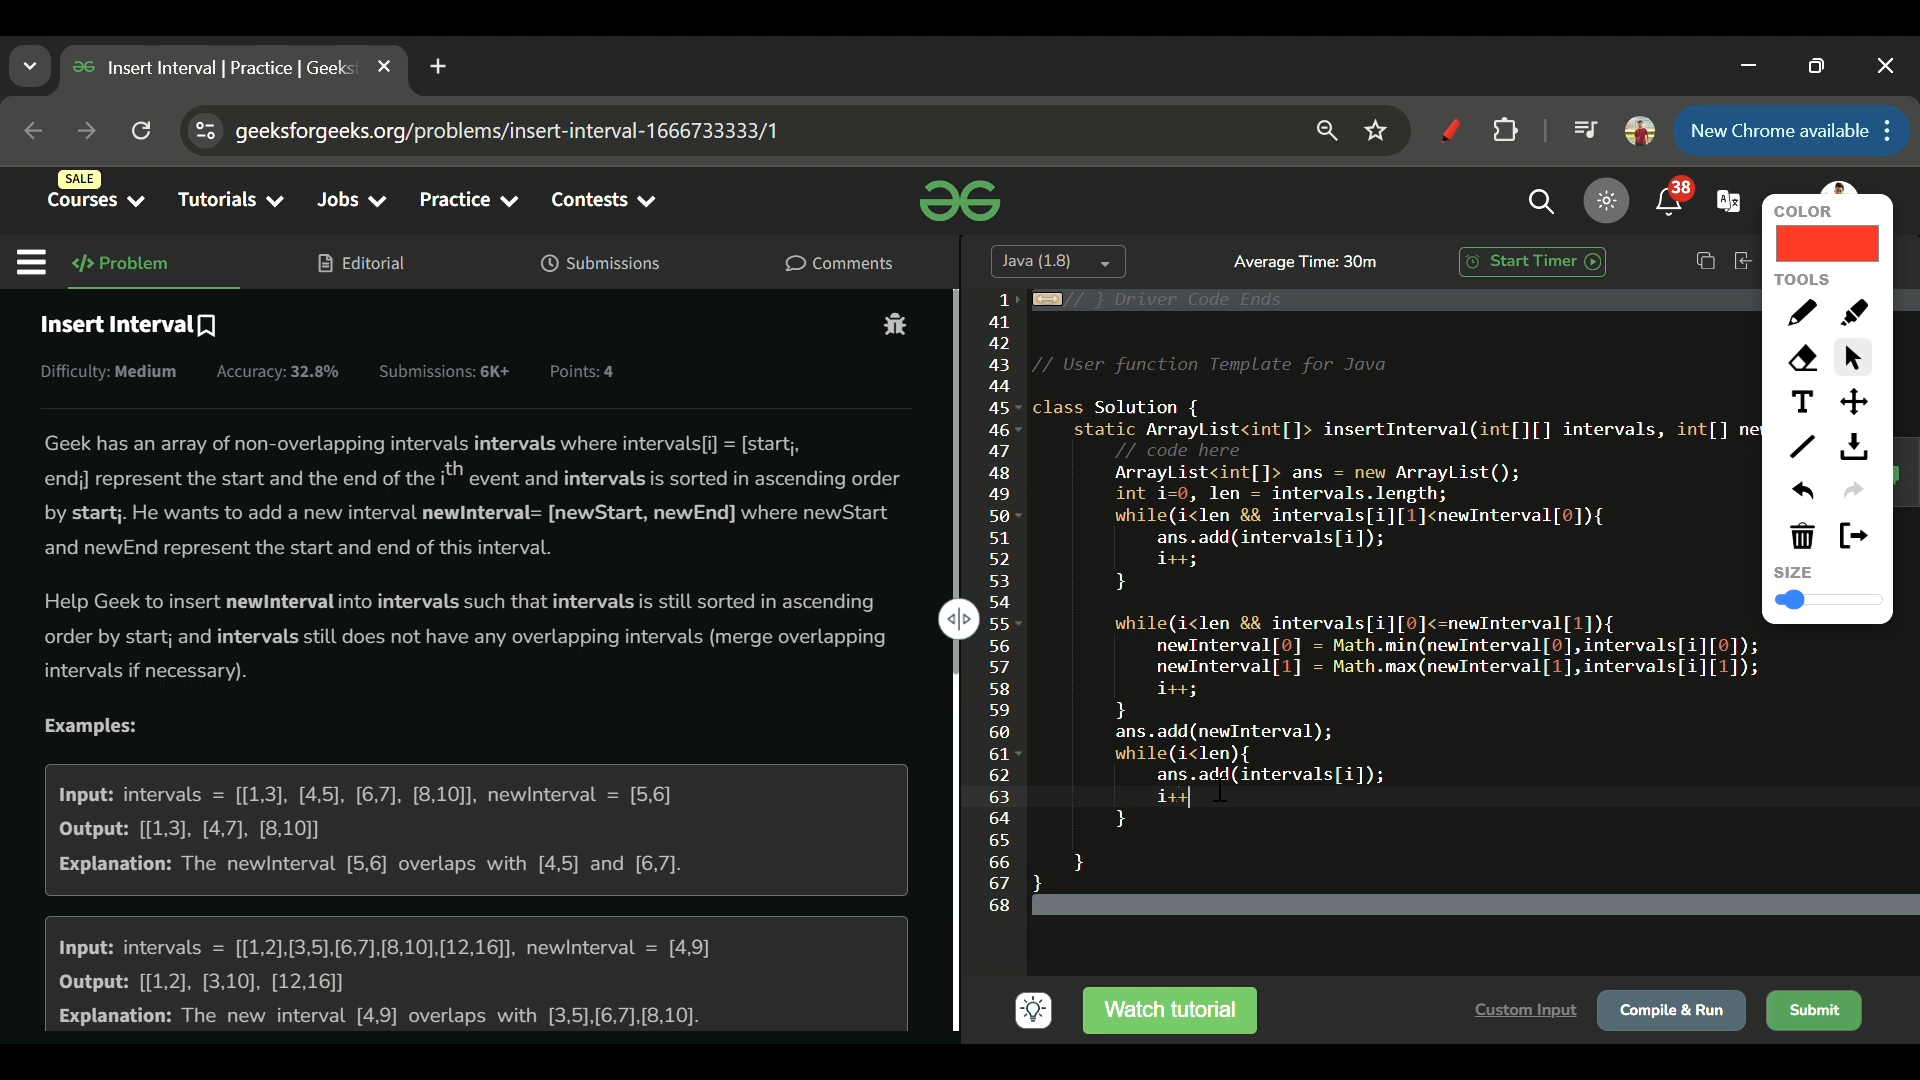 Insert Interval | Practice | Geeks
geeksforgeeks.org/problems/insert-interval-1666733333/1
New Chrome available
SALE
Courses Tutorials Jobs Practice Contests
38
Problem Editorial Submissions Comments
Java (1.8) Average Time: 30m Start Timer
COLOR
TOOLS
T
SIZE
Insert Interval
Difficulty: Medium Accuracy: 32.8% Submissions: 6K+ Points: 4
Geek has an array of non-overlapping intervals intervals where intervals[i] = [starti,
endi] represent the start and the end of the ith event and intervals is sorted in ascending order
by starti. He wants to add a new interval newInterval= [newStart, newEnd] where newStart
and newEnd represent the start and end of this interval.
Help Geek to insert newInterval into intervals such that intervals is still sorted in ascending
order by starti and intervals still does not have any overlapping intervals (merge overlapping
intervals if necessary).
Examples:
Input: intervals = [[1,3], [4,5], [6,7], [8,10]], newInterval = [5,6]
Output: [[1,3], [4,7], [8,10]]
Explanation: The newInterval [5,6] overlaps with [4,5] and [6,7].
Input: intervals = [[1,2],[3,5],[6,7],[8,10],[12,16]], newInterval = [4,9]
Output: [[1,2], [3,10], [12,16]]
Explanation: The new interval [4,9] overlaps with [3,5],[6,7],[8,10].
1 // } Driver Code Ends
41
42
43 // User function Template for Java
44
45 class Solution {
46 static ArrayList<int[]> insertInterval(int[][] intervals, int[] new
47 // code here
48 ArrayList<int[]> ans = new ArrayList();
49 int i=0, len = intervals.length;
50 while(i<len && intervals[i][1]<newInterval[0]){
51 ans.add(intervals[i]);
52 i++;
53 }
54
55 while(i<len && intervals[i][0]<=newInterval[1]){
56 newInterval[0] = Math.min(newInterval[0],intervals[i][0]);
57 newInterval[1] = Math.max(newInterval[1],intervals[i][1]);
58 i++;
59 }
60 ans.add(newInterval);
61 while(i<len){
62 ans.add(intervals[i]);
63 i++
64 }
65
66 }
67 }
68
Watch tutorial Custom Input Compile & Run Submit